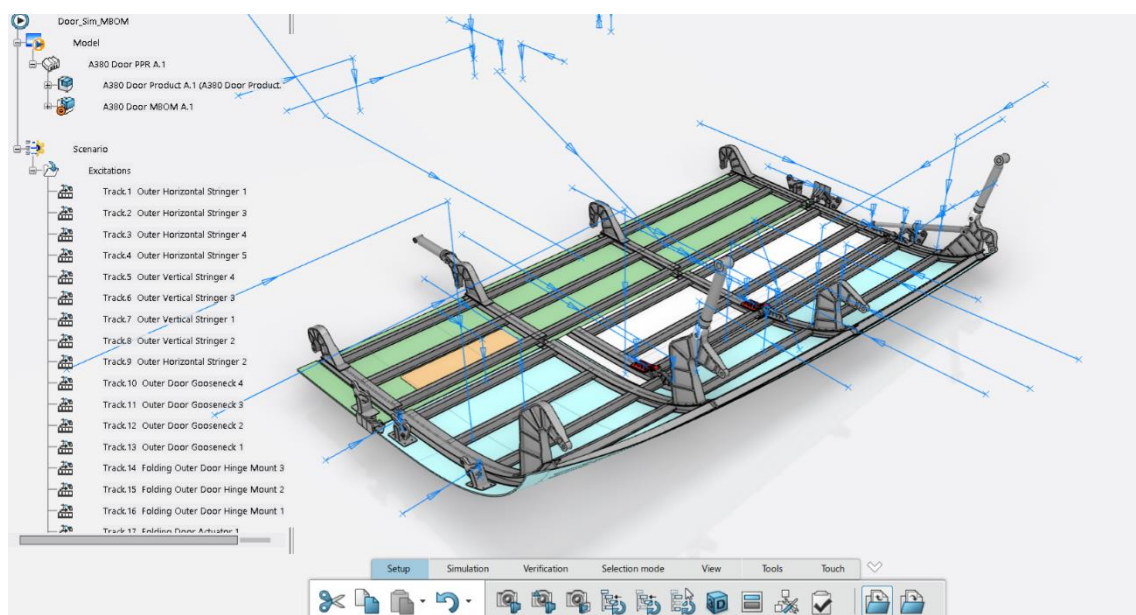 Door_Sim_MBOM
Model
A380 Door PPR A.1
A380 Door Product A.1 (A380 Door Product
A380 Door MBOM A.1
Scenario
Excitations
Track.1 Outer Horizontal Stringer 1
Track.2 Outer Horizontal Stringer 3
Track.3 Outer Horizontal Stringer 4
Track.4 Outer Horizontal Stringer 5
Track.5 Outer Vertical Stringer 4
Track.6 Outer Vertical Stringer 3
Track.7 Outer Vertical Stringer 1
Track.8 Outer Vertical Stringer 2
Track.9 Outer Horizontal Stringer 2
Track.10 Outer Door Gooseneck 4
Track.11 Outer Door Gooseneck 3
Track.12 Outer Door Gooseneck 2
Track.13 Outer Door Gooseneck 1
Track.14 Folding Outer Door Hinge Mount 3
Track.15 Folding Outer Door Hinge Mount 2
Track.16 Folding Outer Door Hinge Mount 1
Track.17 Folding Door Actuator 1
Setup Simulation Verification Selection mode View Tools Touch